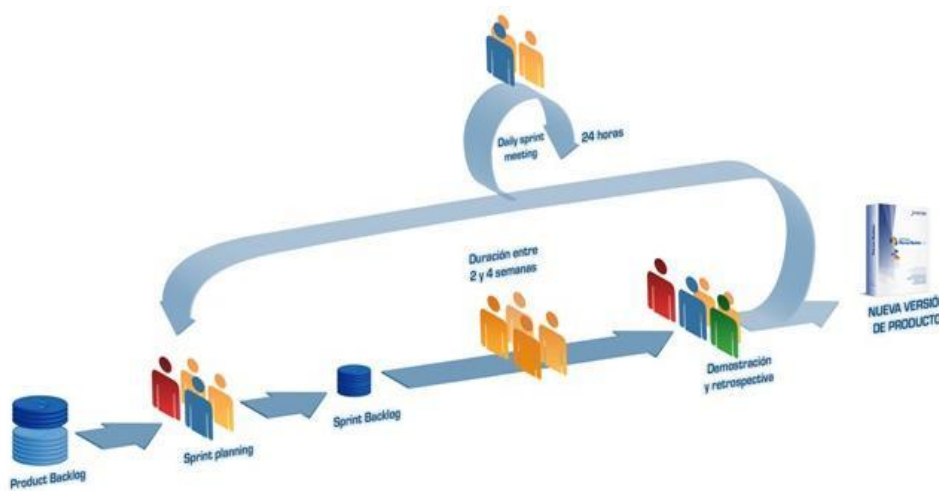 Daily sprint
meeting
24 horas
Duración entre
2 y 4 semanas
NUEVA VERSIÓN
DE PRODUCTO
Demostración
y retrospectiva
Sprint Backlog
Sprint planning
Product Backlog